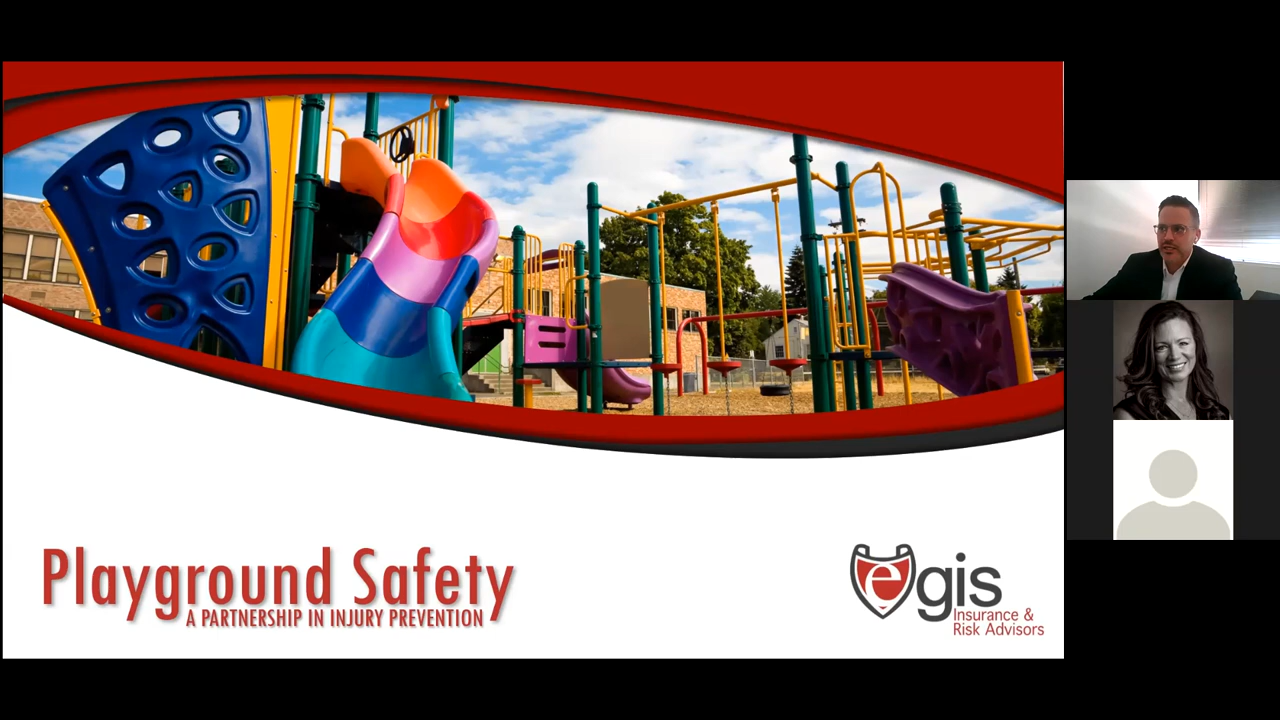 Playground Safety
A PARTNERSHIP IN INJURY PREVENTION
egis
Insurance &
Risk Advisors